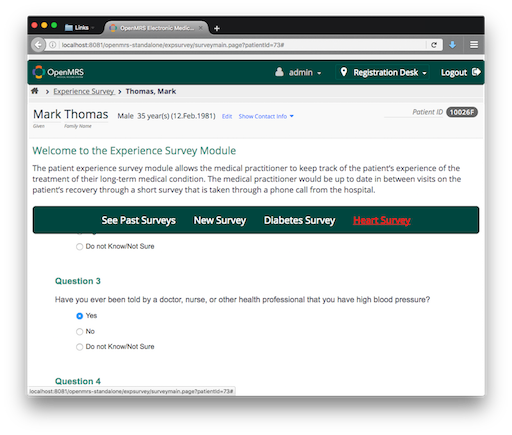 Links
OpenMRS Electronic Medic...
localhost:8081/openmrs-standalone/expsurvey/surveymain.page?patientid=73#
OpenMRS
admin
Registration Desk
Logout
Experience Survey
Thomas, Mark
Mark Thomas Male 35 year(s) (12.Feb.1981) Edit Show Contact Info
Given Family Name
Patient ID 10026F
Welcome to the Experience Survey Module
The patient experience survey module allows the medical practitioner to keep track of the patient's experience of the
treatment of their long-term medical condition. The medical practitioner would be up to date in between visits on the
patient's recovery through a short survey that is taken through a phone call from the hospital.
See Past Surveys New Survey Diabetes Survey Heart Survey
Do not Know/Not Sure
Question 3
Have you ever been told by a doctor, nurse, or other health professional that you have high blood pressure?
Yes
No
Do not Know/Not Sure
Question 4
localhost:8081/openmrs-standalone/expsurvey/surveymain.page?patientId=73#